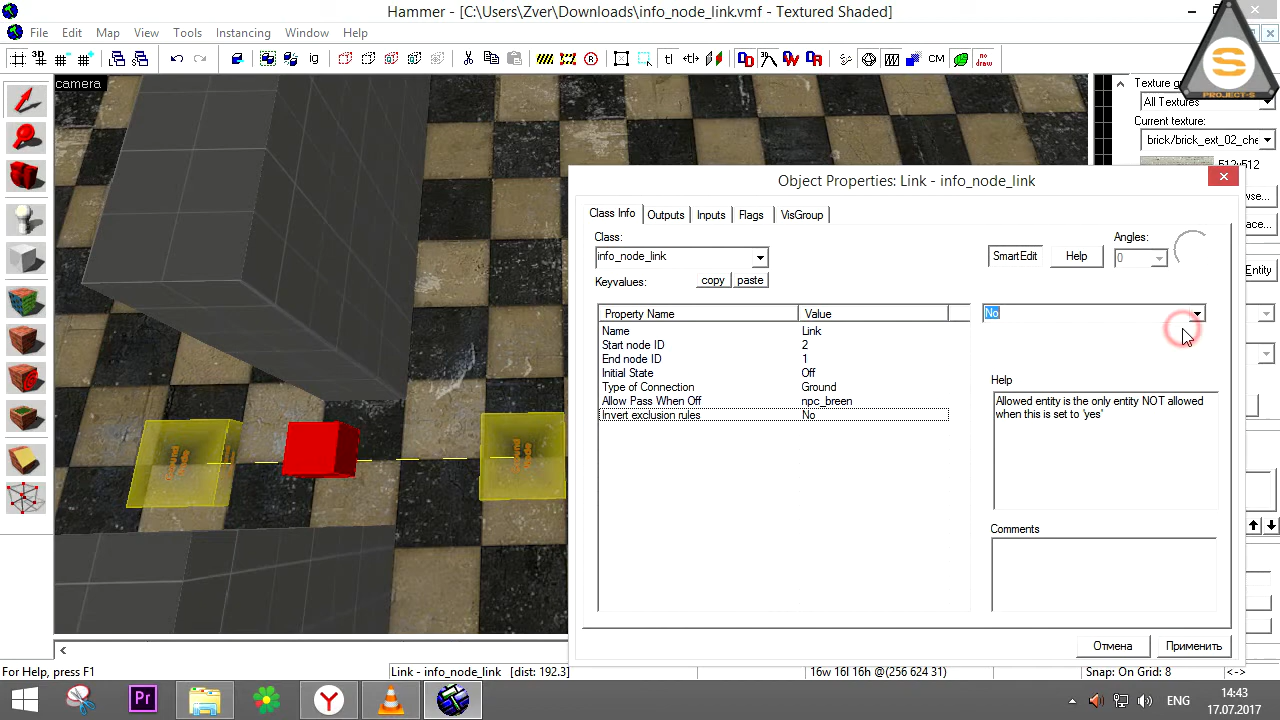 Hammer - [C:\Users\Zver\Downloads\info_node_link.vmf - Textured Shaded]
File Edit Map View Tools Instancing Window Help
camera
S
PROJECT-S
Texture g
All Textures
Current texture:
brick/brick_ext_02_che
512x512
Object Properties: Link - info_node_link
Class Info Outputs Inputs Flags VisGroup
Class:
info_node_link
SmartEdit Help
Angles:
0
Keyvalues: copy paste
Property Name Value
No
Name Link
Start node ID 2
End node ID 1
Initial State Off
Type of Connection Ground
Allow Pass When Off npc_breen
Invert exclusion rules No
Help
Allowed entity is the only entity NOT allowed
when this is set to 'yes'
Comments
Отмена Применить
Entity
For Help, press F1
Link - info_node_link [dist: 192.3]
16w 16l 16h @(256 624 31)
Snap: On Grid: 8
<->
Pr
Y
ENG
14:43
17.07.2017